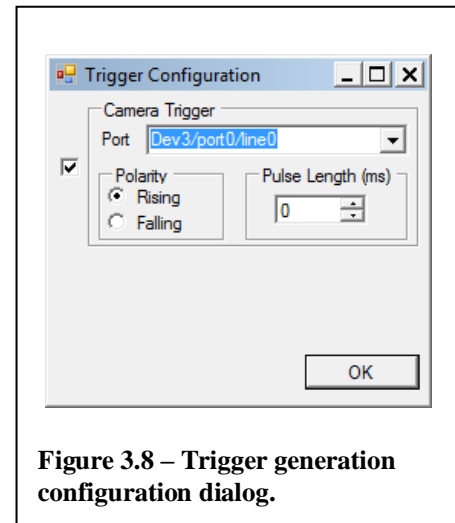 Trigger Configuration
Camera Trigger
Port Dev3/port0/line0
Polarity
Rising
Falling
Pulse Length (ms)
0
OK
Figure 3.8 – Trigger generation
configuration dialog.